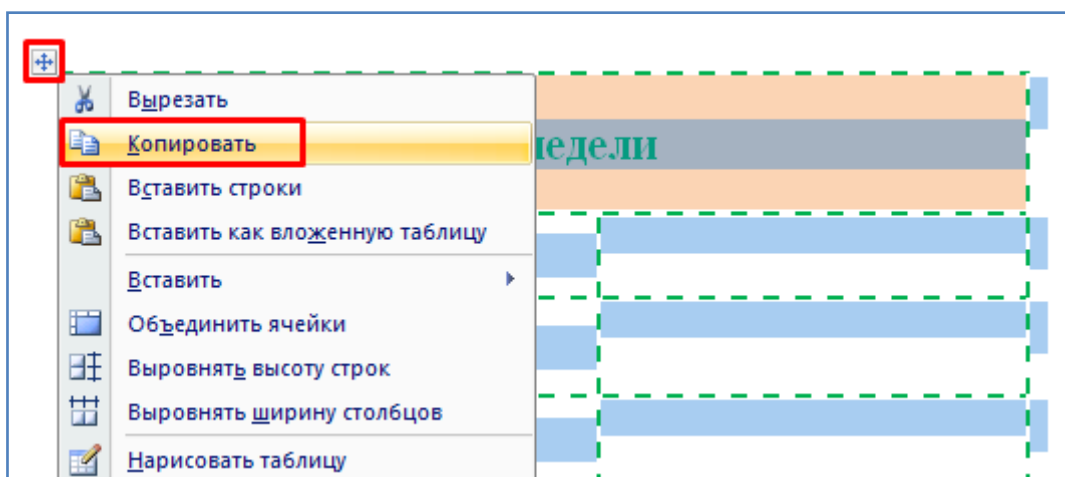 Вырезать
Копировать
недели
Вставить строки
Вставить как вложенную таблицу
Вставить
Объединить ячейки
Выровнять высоту строк
Выровнять ширину столбцов
Нарисовать таблицу